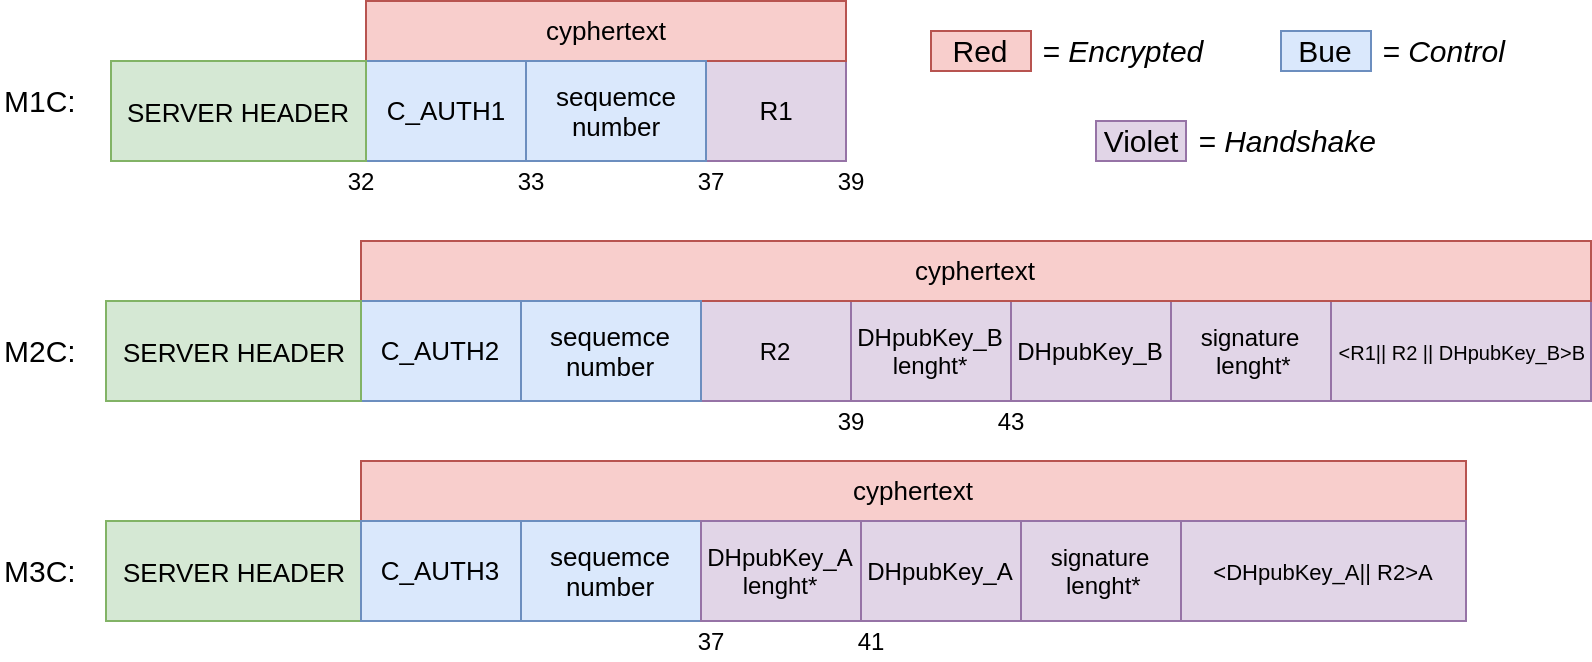 cyphertext
Red = Encrypted
Bue = Control
M1C:
SERVER HEADER
C_AUTH1
sequemce
number
R1
Violet = Handshake
32
33
37
39
cyphertext
M2C:
SERVER HEADER
C_AUTH2
sequemce
number
R2
DHpubKey_B
lenght*
DHpubKey_B
signature
lenght*
<R1|| R2 || DHpubKey_B>B
39
43
cyphertext
M3C:
SERVER HEADER
C_AUTH3
sequemce
number
DHpubKey_A
lenght*
DHpubKey_A
signature
lenght*
<DHpubKey_A|| R2>A
37
41